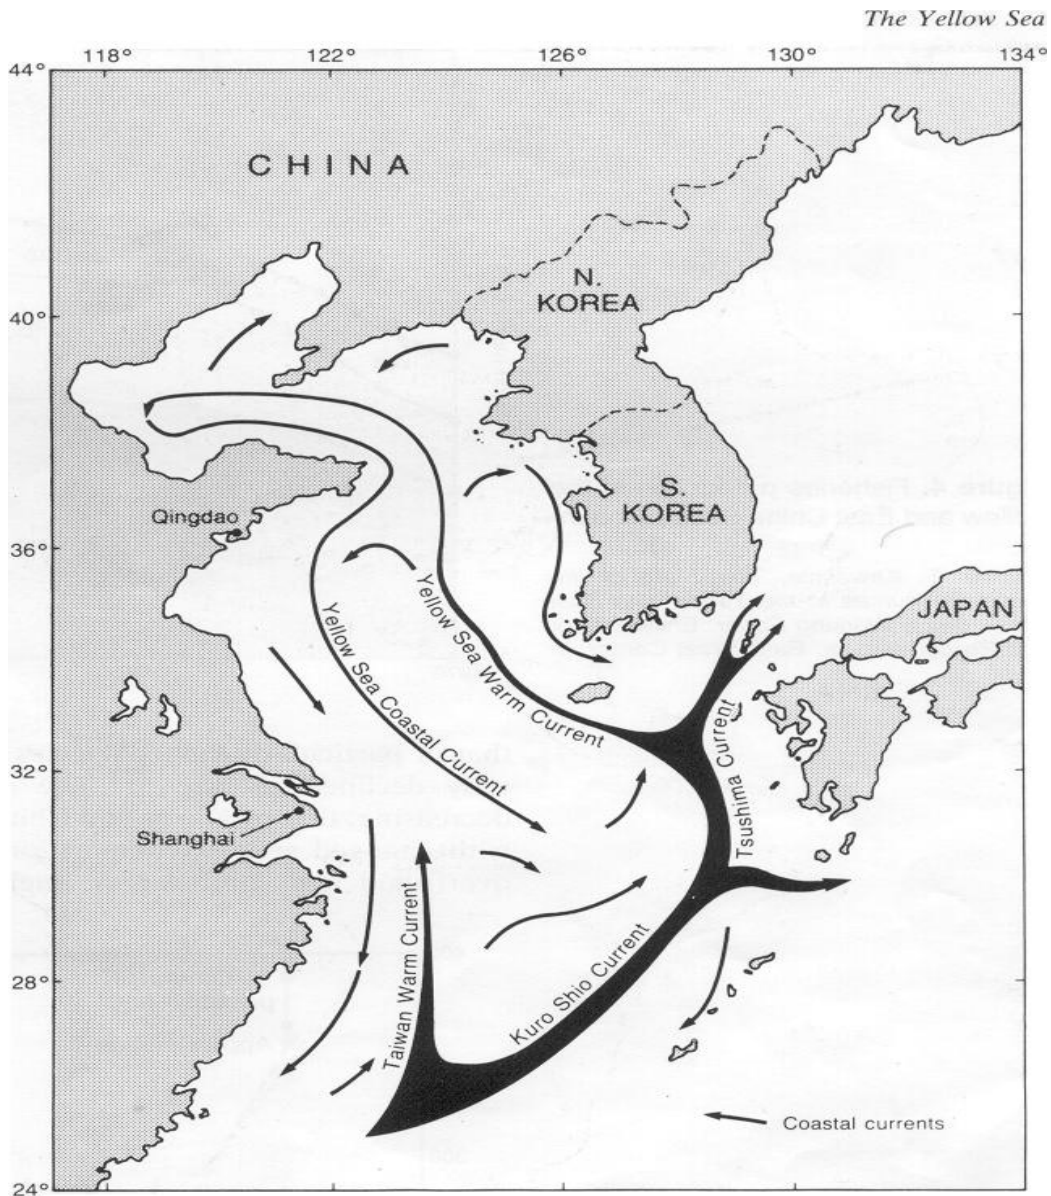 The Yellow Sea
118° 122° 126° 130° 134°
44°
CHINA
N.
KOREA
40°
S.
KOREA
Qingdao
36°
JAPAN
Yellow Sea Warm Current
Yellow Sea Coastal Current
Tsushima Current
32°
Shanghai
Taiwan Warm Current
Kuro Shio Current
28°
Coastal currents
24°